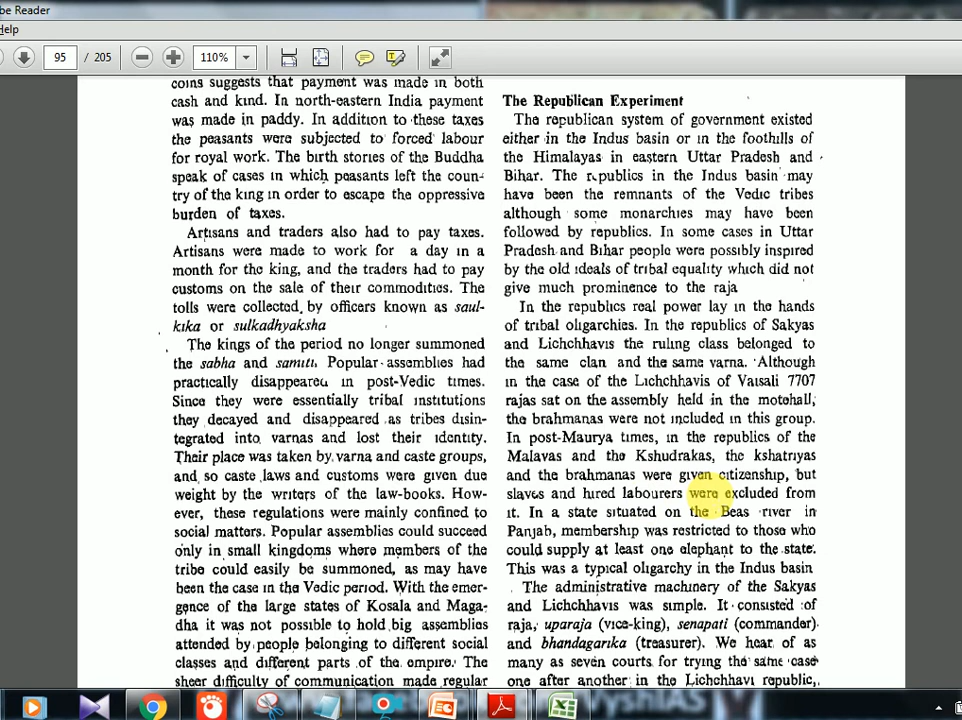 be Reader
Help
95 / 205
110%
coins suggests that payment was made in both
cash and kind. In north-eastern India payment
was made in paddy. In addition to these taxes
the peasants were subjected to forced labour
for royal work. The birth stories of the Buddha
speak of cases in which peasants left the coun-
try of the king in order to escape the oppressive
burden of taxes.
Artisans and traders also had to pay taxes.
Artisans were made to work for a day in a
month for the king, and the traders had to pay
customs on the sale of their commodities. The
tolls were collected by officers known as saul-
kika or sulkadhyaksha
The kings of the period no longer summoned
the sabha and samiti. Popular assemblies had
practically disappeared in post-Vedic times.
Since they were essentially tribal institutions
they decayed and disappeared as tribes disin-
tegrated into varnas and lost their identity.
Their place was taken by varna and caste groups,
and so caste laws and customs were given due
weight by the writers of the law-books. How-
ever, these regulations were mainly confined to
social matters. Popular assemblies could succeed
only in small kingdoms where members of the
tribe could easily be summoned, as may have
been the case in the Vedic period. With the emer-
gence of the large states of Kosala and Maga-
dha it was not possible to hold big assemblies
attended by people belonging to different social
classes and different parts of the empire. The
sheer difficulty of communication made regular
The Republican Experiment
The republican system of government existed
either in the Indus basin or in the foothills of
the Himalayas in eastern Uttar Pradesh and
Bihar. The republics in the Indus basin may
have been the remnants of the Vedic tribes
although some monarchies may have been
followed by republics. In some cases in Uttar
Pradesh and Bihar people were possibly inspired
by the old ideals of tribal equality which did not
give much prominence to the raja
In the republics real power lay in the hands
of tribal oligarchies. In the republics of Sakyas
and Lichchhavis the ruling class belonged to
the same clan and the same varna. Although
in the case of the Lichchhavis of Vaisali 7707
rajas sat on the assembly held in the motehall,
the brahmanas were not included in this group.
In post-Maurya times, in the republics of the
Malavas and the Kshudrakas, the kshatriyas
and the brahmanas were given citizenship, but
slaves and hired labourers were excluded from
it. In a state situated on the Beas river in
Panjab, membership was restricted to those who
could supply at least one elephant to the state.
This was a typical oligarchy in the Indus basin
The administrative machinery of the Sakyas
and Lichchhavis was simple. It consisted of
raja, uparaja (vice-king), senapati (commander)
and bhandagarika (treasurer). We hear of as
many as seven courts for trying the same case
one after another in the Lichchhavi republic,